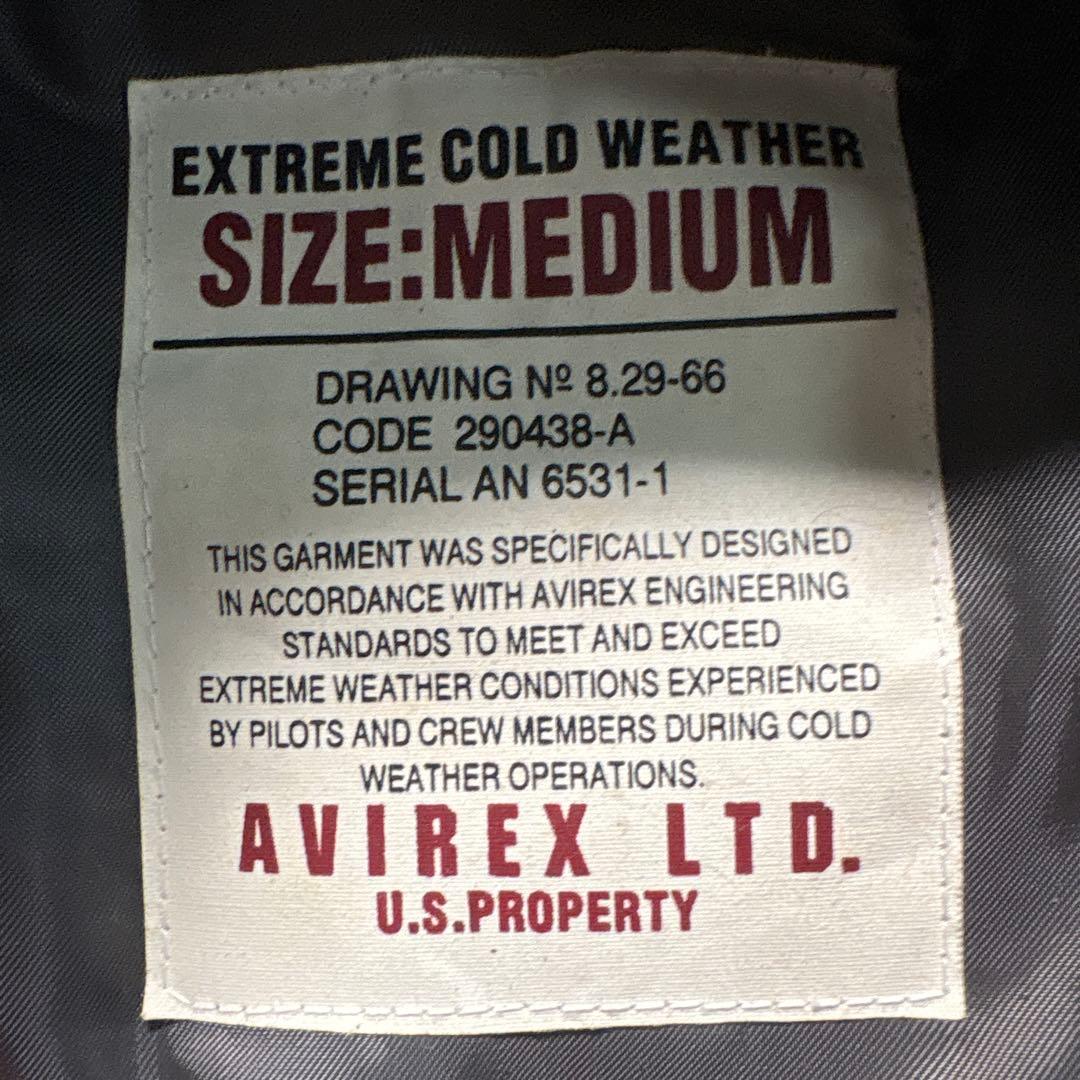 EXTREME COLD WEATHER
SIZE:MEDIUM
DRAWING Nº 8.29-66
CODE 290438-A
SERIAL AN 6531-1
THIS GARMENT WAS SPECIFICALLY DESIGNED
IN ACCORDANCE WITH AVIREX ENGINEERING
STANDARDS TO MEET AND EXCEED
EXTREME WEATHER CONDITIONS EXPERIENCED
BY PILOTS AND CREW MEMBERS DURING COLD
WEATHER OPERATIONS.
AVIREX LTD.
U.S.PROPERTY